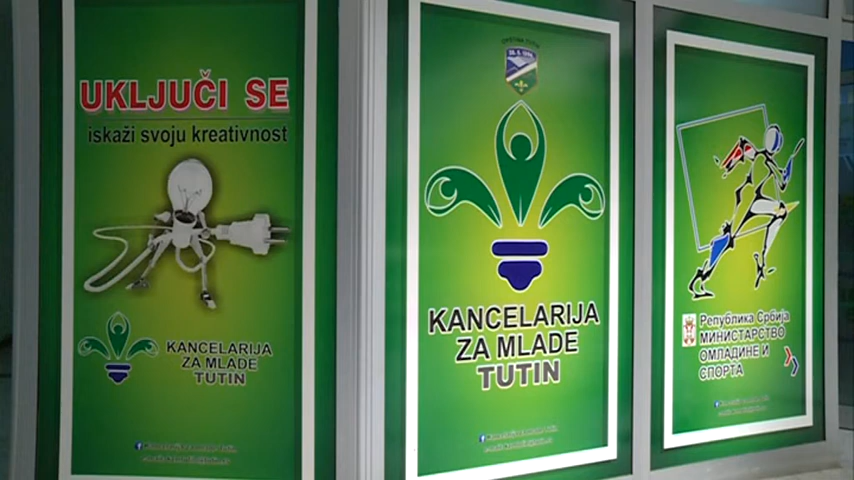 UKLJUČI SE
iskaži svoju kreativnost
KANCELARIJA
ZA MLADE
TUTIN
KANCELARIJA
ZA MLADE
TUTIN
Република Србија
МИНИСТАРСТВО
ОМЛАДИНЕ И
СПОРТА